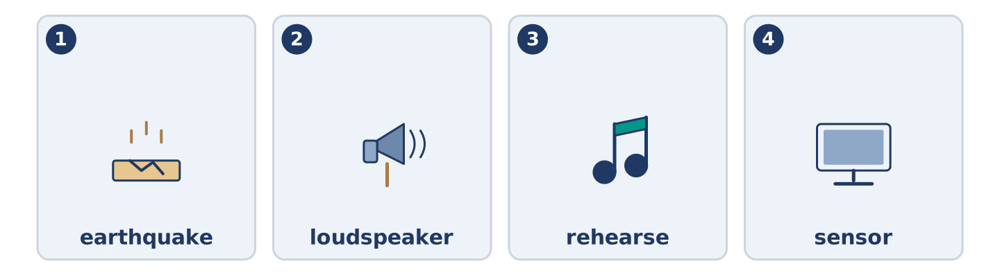 1
earthquake
2
loudspeaker
3
rehearse
4
sensor